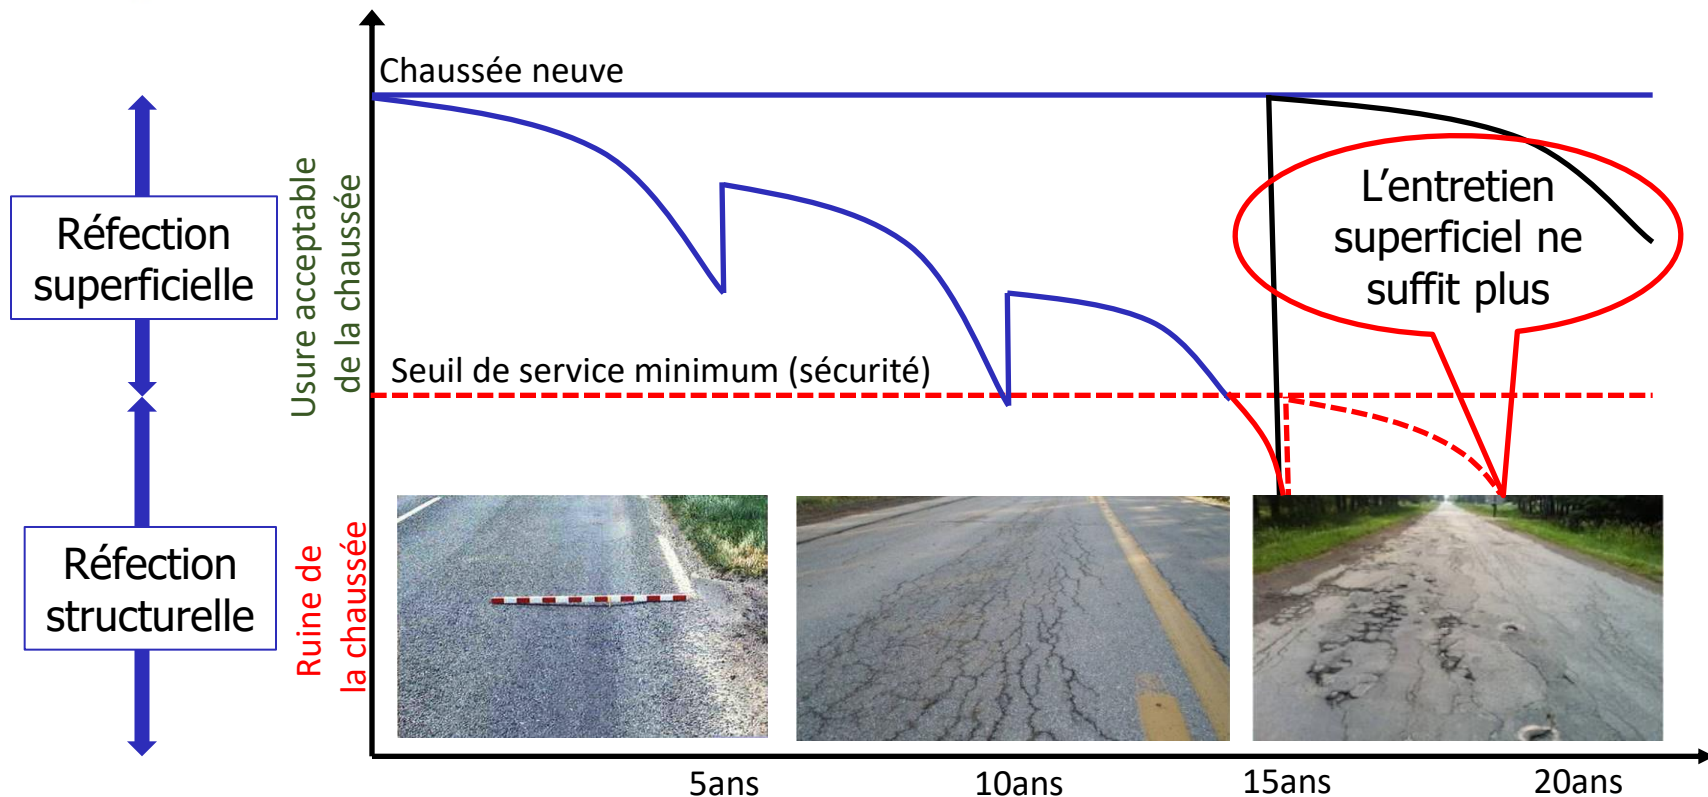 Chaussée neuve
Réfection
superficielle
Usure acceptable
de la chaussée
L’entretien
superficiel ne
suffit plus
Seuil de service minimum (sécurité)
Réfection
structurelle
Ruine de
la chaussée
5ans
10ans
15ans
20ans